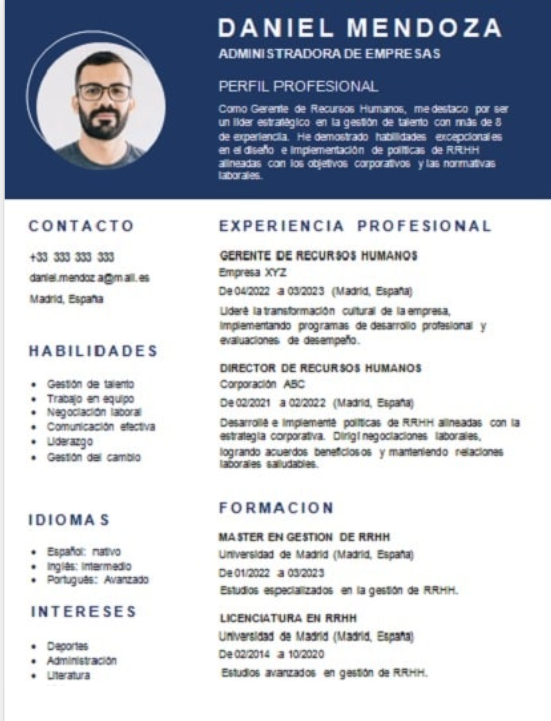 DANIEL MENDOZA
ADMINISTRADORA DE EMPRESAS
PERFIL PROFESIONAL
Como Gerente de Recursos Humanos, me destaco por ser
un líder estratégico en la gestión de talento con más de 8
de experiencia. He demostrado habilidades excepcionales
en el diseño e implementación de políticas de RRHH
alineadas con los objetivos corporativos y las normativas
laborales.
CONTACTO
+33 333 333 333
daniel.mendoza@mail.es
Madrid, España
HABILIDADES
• Gestión de talento
• Trabajo en equipo
• Negociación laboral
• Comunicación efectiva
• Liderazgo
• Gestión del cambio
IDIOMAS
• Español: nativo
• Inglés: Intermedio
• Portugués: Avanzado
INTERESES
• Deportes
• Administración
• Literatura
EXPERIENCIA PROFESIONAL
GERENTE DE RECURSOS HUMANOS
Empresa XYZ
De 04/2022 a 03/2023 (Madrid, España)
Lideré la transformación cultural de la empresa,
implementando programas de desarrollo profesional y
evaluaciones de desempeño.
DIRECTOR DE RECURSOS HUMANOS
Corporación ABC
De 02/2021 a 02/2022 (Madrid, España)
Desarrollé e implementé políticas de RRHH alineadas con la
estrategia corporativa. Dirigí negociaciones laborales,
logrando acuerdos beneficiosos y manteniendo relaciones
laborales saludables.
FORMACION
MASTER EN GESTION DE RRHH
Universidad de Madrid (Madrid, España)
De 01/2022 a 03/2023
Estudios especializados en la gestión de RRHH.
LICENCIATURA EN RRHH
Universidad de Madrid (Madrid, España)
De 02/2014 a 10/2020
Estudios avanzados en gestión de RRHH.